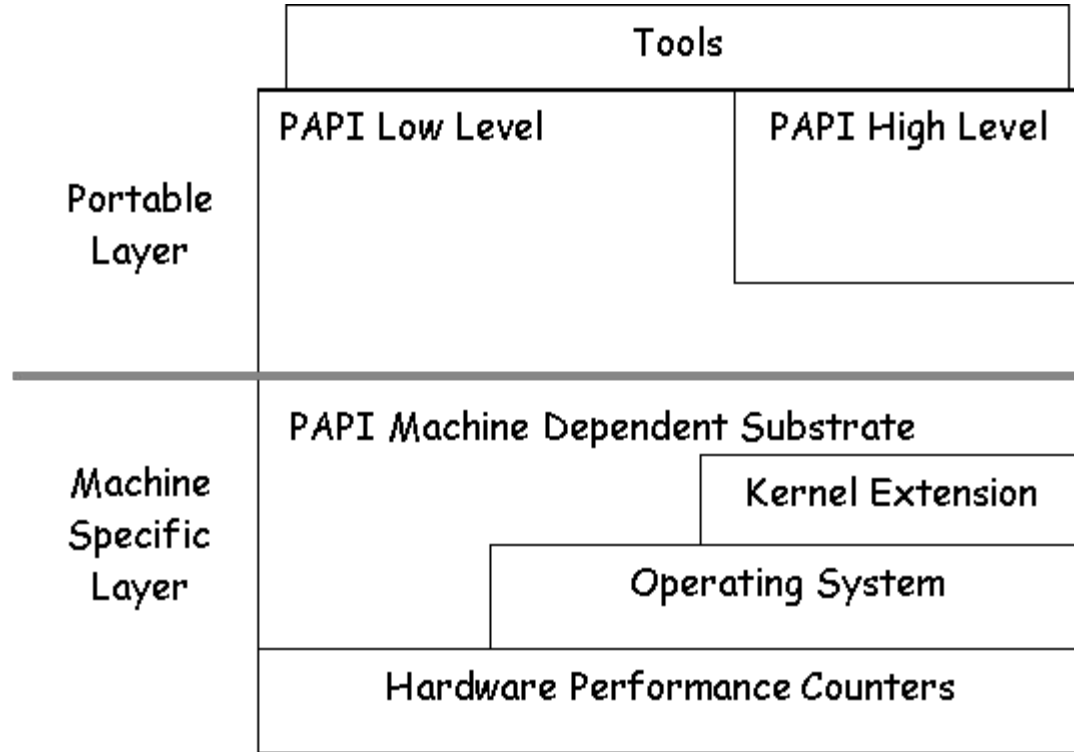 Tools
PAPI Low Level
PAPI High Level
Portable
Layer
PAPI Machine Dependent Substrate
Machine
Specific
Layer
Kernel Extension
Operating System
Hardware Performance Counters